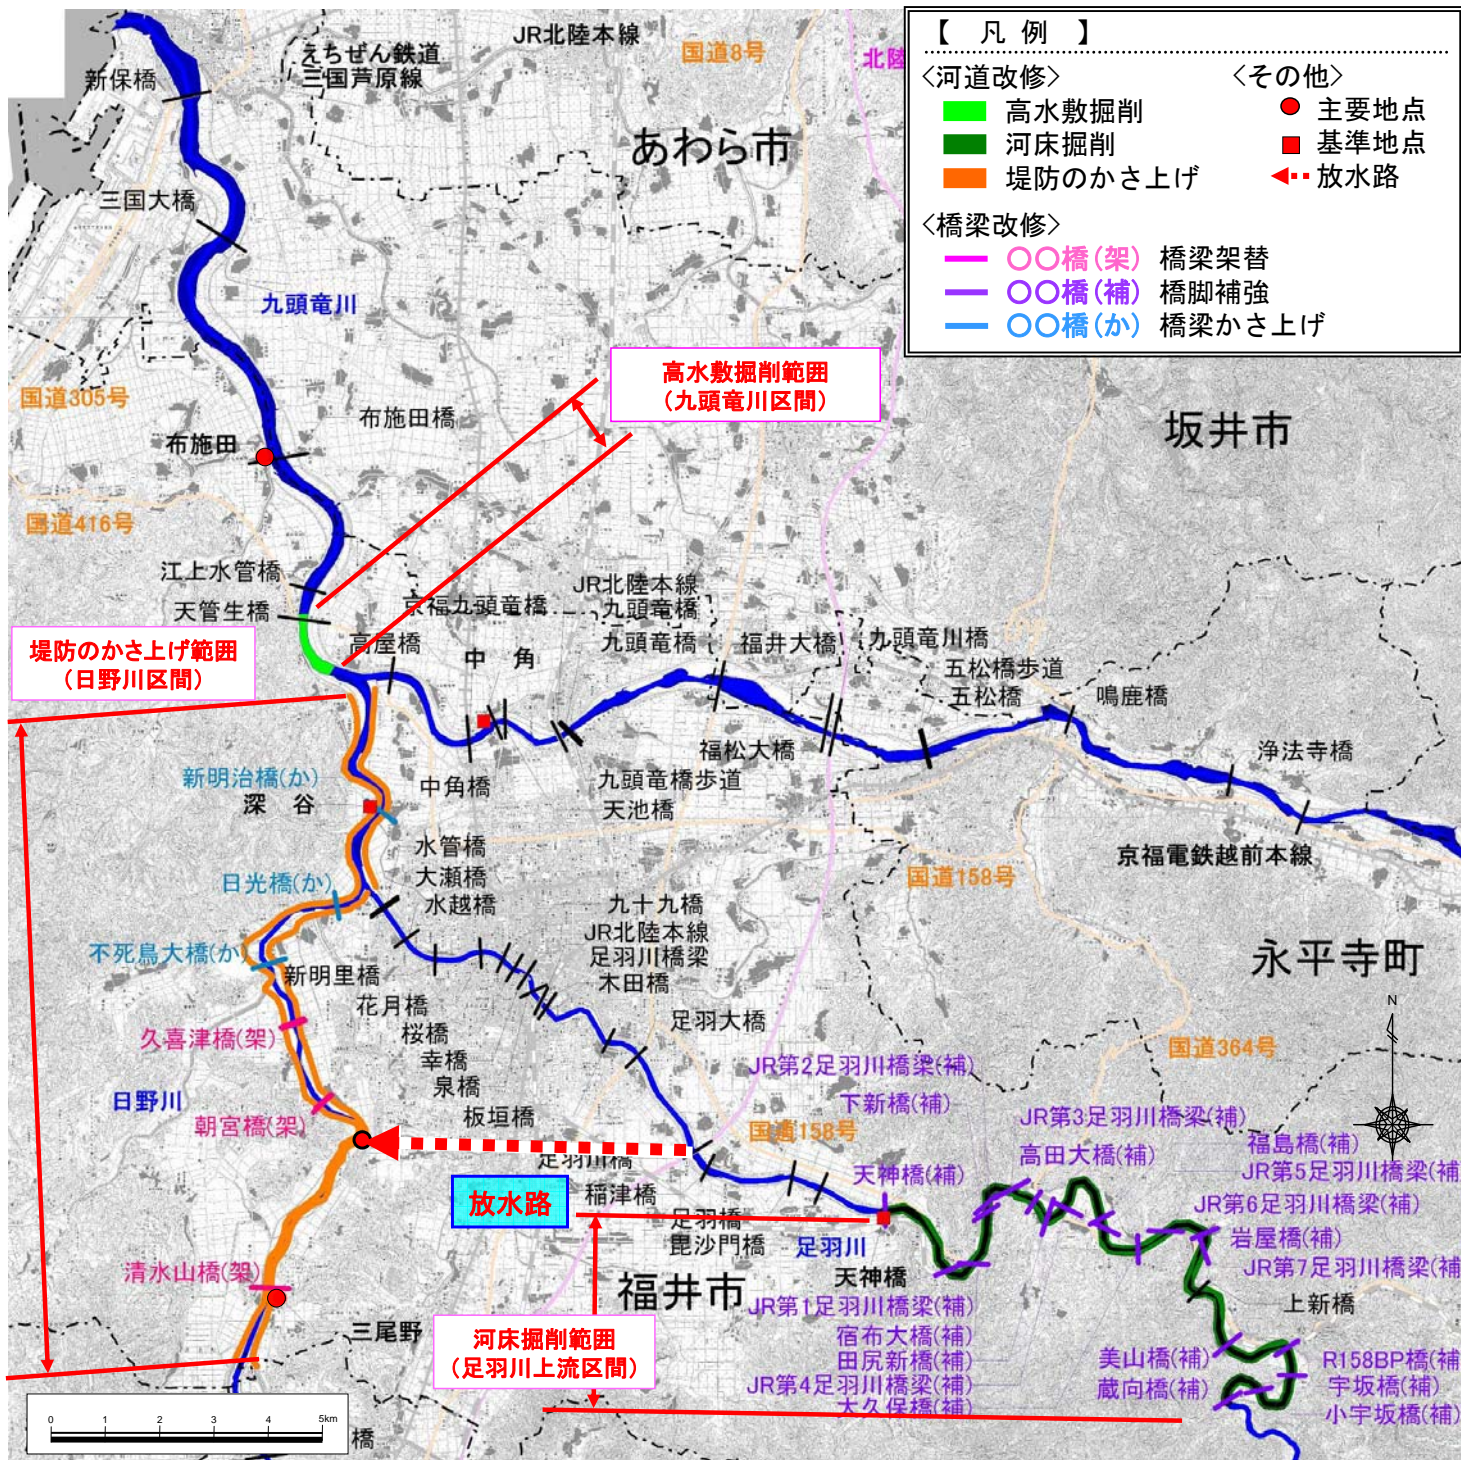 【 凡 例 】
<河道改修>
高水敷掘削
河床掘削
堤防のかさ上げ
<その他>
主要地点
基準地点
放水路
<橋梁改修>
〇〇橋(架) 橋梁架替
〇〇橋(補) 橋脚補強
〇〇橋(か) 橋梁かさ上げ
JR北陸本線
えちぜん鉄道
三国芦原線
国道8号
北陸
新保橋
あわら市
三国大橋
九頭竜川
高水敷掘削範囲
(九頭竜川区間)
国道305号
布施田橋
布施田
坂井市
国道416号
江上水管橋
天管生橋
京福九頭竜橋
JR北陸本線
九頭竜橋
高屋橋
中 角
九頭竜橋
福井大橋
九頭竜川橋
五松橋歩道
五松橋
鳴鹿橋
堤防のかさ上げ範囲
(日野川区間)
福松大橋
浄法寺橋
新明治橋(か)
深 谷
中角橋
九頭竜橋歩道
天池橋
水管橋
大瀬橋
水越橋
京福電鉄越前本線
国道158号
日光橋(か)
九十九橋
JR北陸本線
足羽川橋梁
木田橋
不死鳥大橋(か)
新明里橋
永平寺町
花月橋
桜橋
幸橋
泉橋
板垣橋
足羽大橋
久喜津橋(架)
国道364号
N
JR第2足羽川橋梁(補)
下新橋(補)
日野川
朝宮橋(架)
国道158号
JR第3足羽川橋梁(補)
高田大橋(補)
福島橋(補)
JR第5足羽川橋梁(補
足羽川橋
天神橋(補)
放水路
稲津橋
足羽橋
毘沙門橋
足羽川
JR第6足羽川橋梁(補)
岩屋橋(補)
JR第7足羽川橋梁(補
清水山橋(架)
福井市
天神橋
上新橋
JR第1足羽川橋梁(補)
宿布大橋(補)
田尻新橋(補)
JR第4足羽川橋梁(補)
大久保橋(補)
三尾野
河床掘削範囲
(足羽川上流区間)
美山橋(補)
蔵向橋(補)
R158BP橋(補
宇坂橋(補)
小宇坂橋(補)
0 1 2 3 4 5km
橋